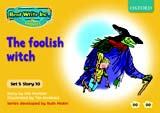 Read Write Inc.
OXFORD
The foolish
witch
Set 5 Story 10
Series developed by Ruth Miskin